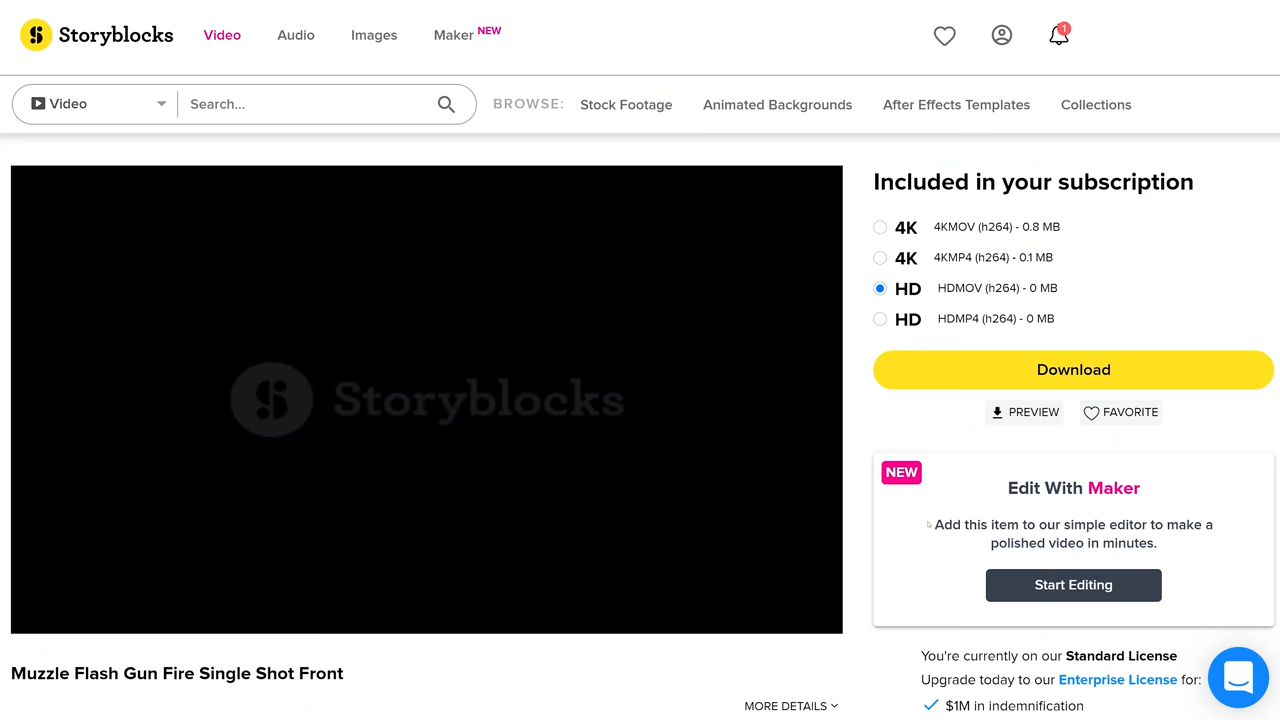 Storyblocks
Video
Audio
Images
Maker NEW
1
Video
Search...
BROWSE:
Stock Footage
Animated Backgrounds
After Effects Templates
Collections
Storyblocks
Included in your subscription
4K 4KMOV (h264) - 0.8 MB
4K 4KMP4 (h264) - 0.1 MB
HD HDMOV (h264) - 0 MB
HD HDMP4 (h264) - 0 MB
Download
PREVIEW
FAVORITE
NEW
Edit With Maker
Add this item to our simple editor to make a
polished video in minutes.
Start Editing
Muzzle Flash Gun Fire Single Shot Front
MORE DETAILS
You're currently on our Standard License
Upgrade today to our Enterprise License for:
$1M in indemnification